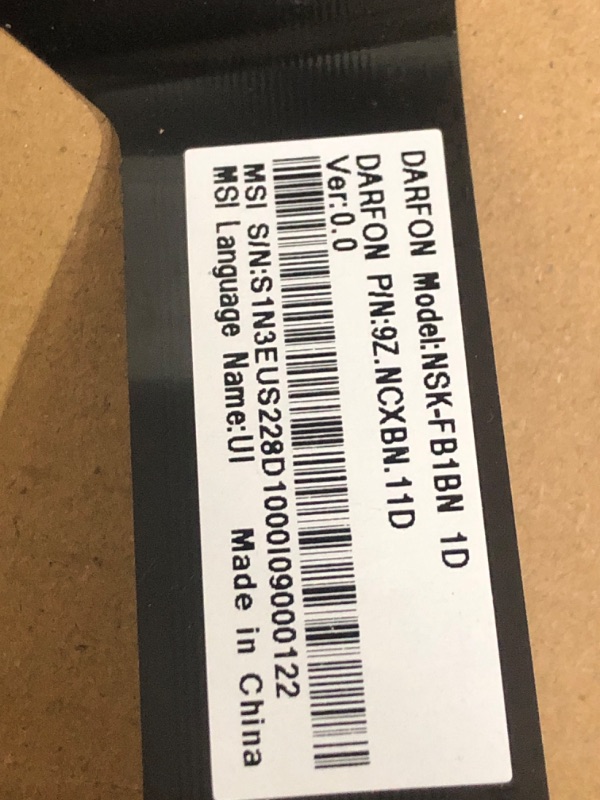 DARFON Model:NSK-FB1BN 1D
DARFON P/N:9Z.NCXBN.11D
Ver:0.0
MSI S/N:S1N3EUS228D1000I09000122
MSI Language Name:UI Made in China